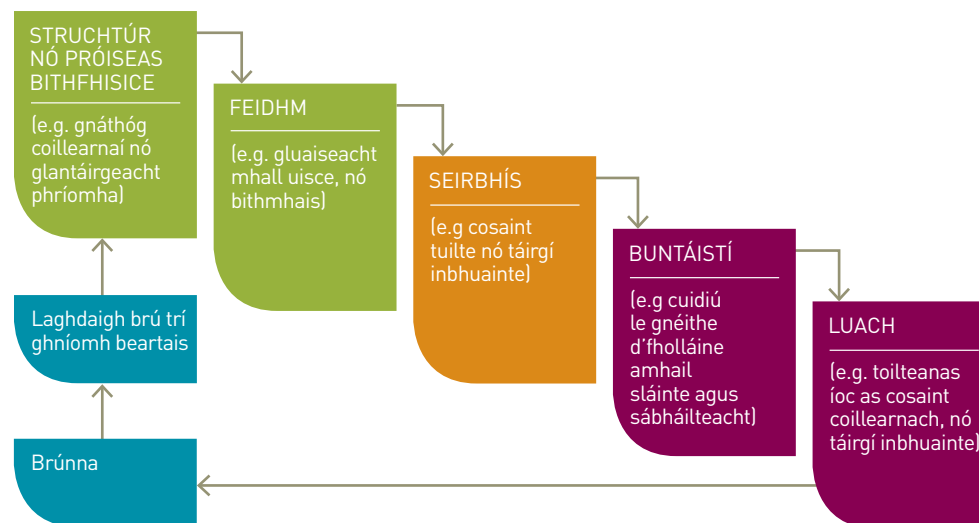 STRUCHTÚR
NÓ PRÓISEAS
BITHFHISICE
(e.g. gnáthóg
coillearnaí nó
glantáirgeacht
phríomha)
FEIDHM
(e.g. gluaiseacht
mhall uisce, nó
bithmhais)
SEIRBHÍS
(e.g cosaint
tuilte nó táirgí
inbhuainte)
BUNTÁISTÍ
(e.g cuidiú
le gnéithe
d'fholláine
amhail
sláinte agus
sábháilteacht)
LUACH
(e.g. toilteanas
íoc as cosaint
coillearnach, nó
táirgí inbhuainte)
Laghdaigh brú trí
ghníomh beartais
Brúnna